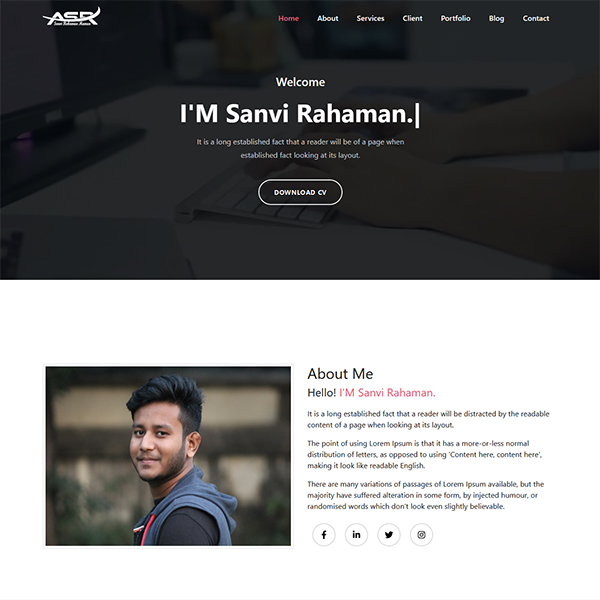 ASR
Home About Services Client Portfolio Blog Contact
Welcome
I'M Sanvi Rahaman.|
It is a long established fact that a reader will be of a page when
established fact looking at its layout.
DOWNLOAD CV
About Me
Hello! I'M Sanvi Rahaman.
It is a long established fact that a reader will be distracted by the readable
content of a page when looking at its layout.
The point of using Lorem Ipsum is that it has a more-or-less normal
distribution of letters, as opposed to using 'Content here, content here',
making it look like readable English.
There are many variations of passages of Lorem Ipsum available, but the
majority have suffered alteration in some form, by injected humour, or
randomised words which don't look even slightly believable.